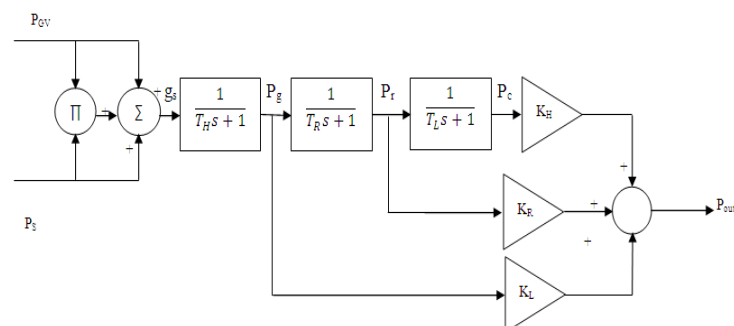 P_GV
g_s
P_g
P_r
P_c
Π
Σ
1
T_H s + 1
1
T_R s + 1
1
T_L s + 1
K_H
+
+
+
+
+
+
K_R
P_out
K_L
P_S